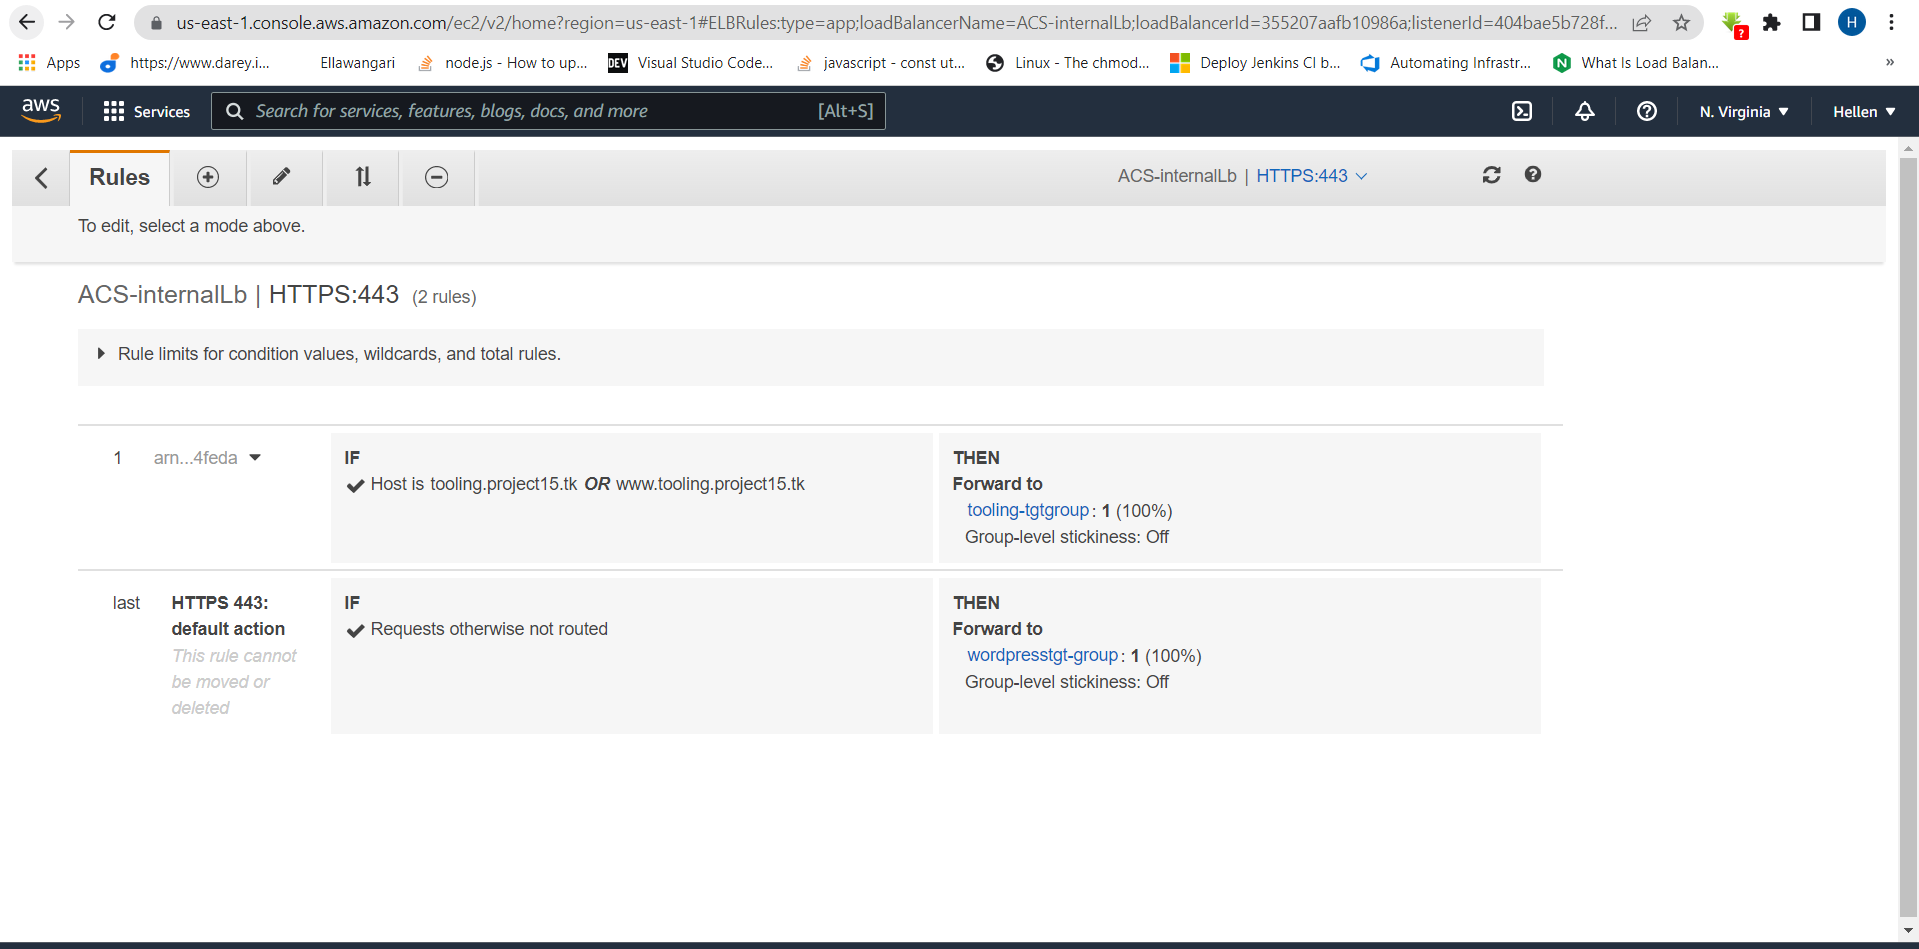 us-east-1.console.aws.amazon.com/ec2/v2/home?region=us-east-1#ELBRules:type=app;loadBalancerName=ACS-internalLb;loadBalancerId=355207aafb10986a;listenerId=404bae5b728f...
?
H
Apps
https://www.darey.i...
Ellawangari
node.js - How to up...
DEV
Visual Studio Code...
javascript - const ut...
Linux - The chmod...
Deploy Jenkins CI b...
Automating Infrastr...
N
What Is Load Balan...
»
aws
Services
Search for services, features, blogs, docs, and more
[Alt+S]
N. Virginia
Hellen
Rules
ACS-internalLb | HTTPS:443
To edit, select a mode above.
ACS-internalLb | HTTPS:443 (2 rules)
Rule limits for condition values, wildcards, and total rules.
1
arn...4feda
IF
Host is tooling.project15.tk OR www.tooling.project15.tk
THEN
Forward to
tooling-tgtgroup: 1 (100%)
Group-level stickiness: Off
last
HTTPS 443:
default action
This rule cannot
be moved or
deleted
IF
Requests otherwise not routed
THEN
Forward to
wordpresstgt-group: 1 (100%)
Group-level stickiness: Off